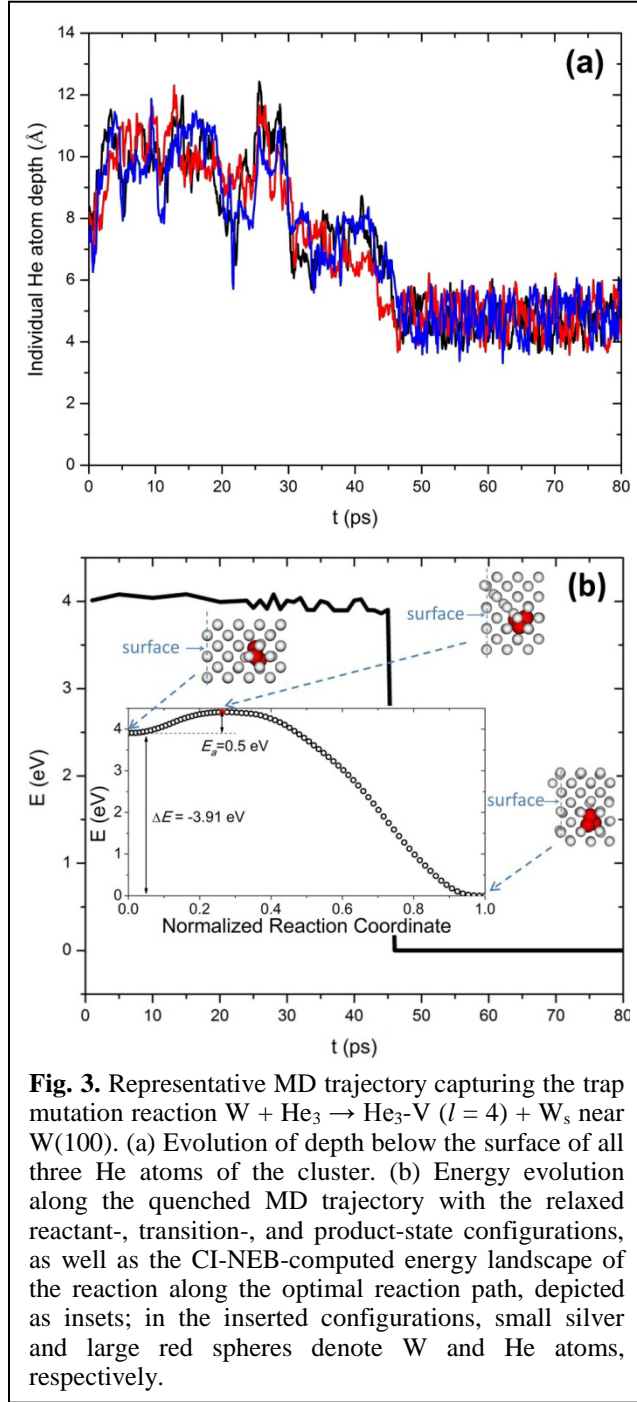 (a)
Individual He atom depth (Å)
14
12
10
8
6
4
2
0
0 10 20 30 40 50 60 70 80
t (ps)
(b)
E (eV)
4
3
2
1
0
surface
surface
surface
E (eV)
4
3
2
1
0
Eₐ=0.5 eV
ΔE = -3.91 eV
0.0 0.2 0.4 0.6 0.8 1.0
Normalized Reaction Coordinate
0 10 20 30 40 50 60 70 80
t (ps)
Fig. 3. Representative MD trajectory capturing the trap
mutation reaction W + He₃ → He₃-V (l = 4) + Wₛ near
W(100). (a) Evolution of depth below the surface of all
three He atoms of the cluster. (b) Energy evolution
along the quenched MD trajectory with the relaxed
reactant-, transition-, and product-state configurations,
as well as the CI-NEB-computed energy landscape of
the reaction along the optimal reaction path, depicted
as insets; in the inserted configurations, small silver
and large red spheres denote W and He atoms,
respectively.